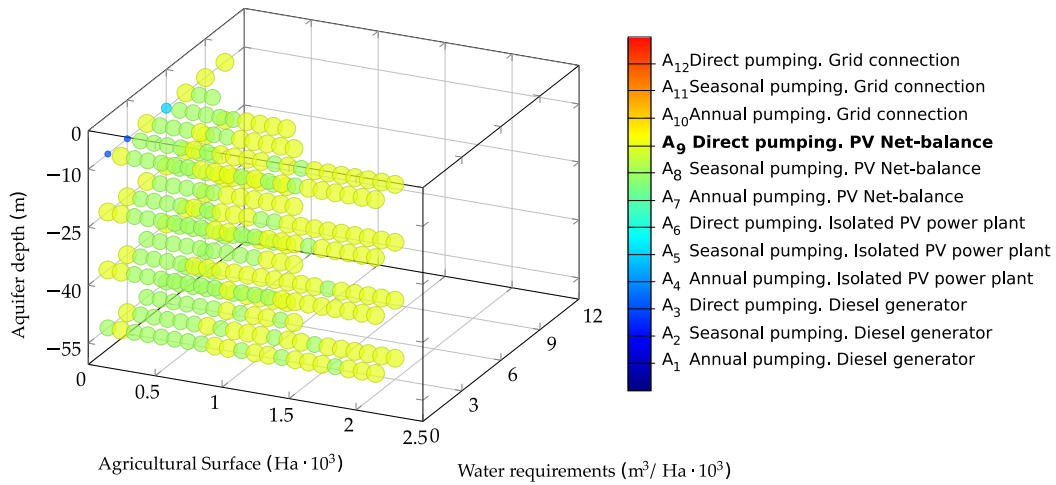 Aquifer depth (m)
0
−10
−25
−40
−55
0
0.5
1
1.5
2
2.5
0
3
6
9
12
Agricultural Surface (Ha · 10³)
Water requirements (m³/ Ha · 10³)
A₁₂ Direct pumping. Grid connection
A₁₁ Seasonal pumping. Grid connection
A₁₀ Annual pumping. Grid connection
A₉ Direct pumping. PV Net-balance
A₈ Seasonal pumping. PV Net-balance
A₇ Annual pumping. PV Net-balance
A₆ Direct pumping. Isolated PV power plant
A₅ Seasonal pumping. Isolated PV power plant
A₄ Annual pumping. Isolated PV power plant
A₃ Direct pumping. Diesel generator
A₂ Seasonal pumping. Diesel generator
A₁ Annual pumping. Diesel generator